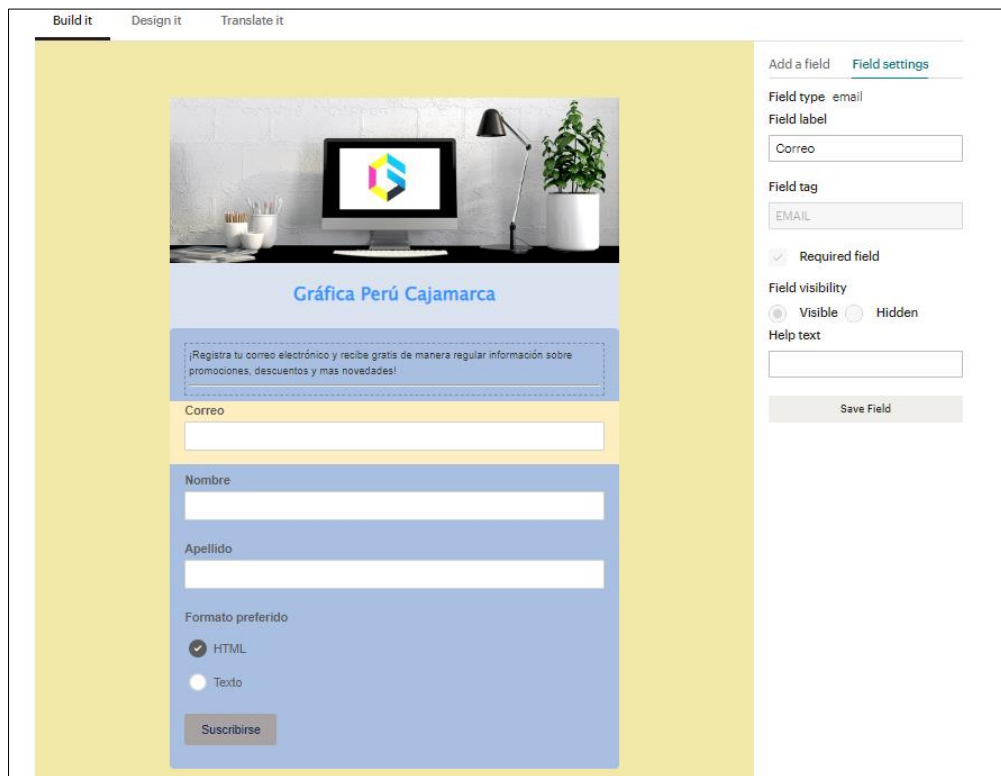 Build it Design it Translate it
Add a field Field settings
Field type email
Field label
Correo
Field tag
EMAIL
Required field
Field visibility
Visible Hidden
Help text
Save Field
Gráfica Perú Cajamarca
¡Registra tu correo electrónico y recibe gratis de manera regular información sobre
promociones, descuentos y mas novedades!
Correo
Nombre
Apellido
Formato preferido
HTML
Texto
Suscribirse